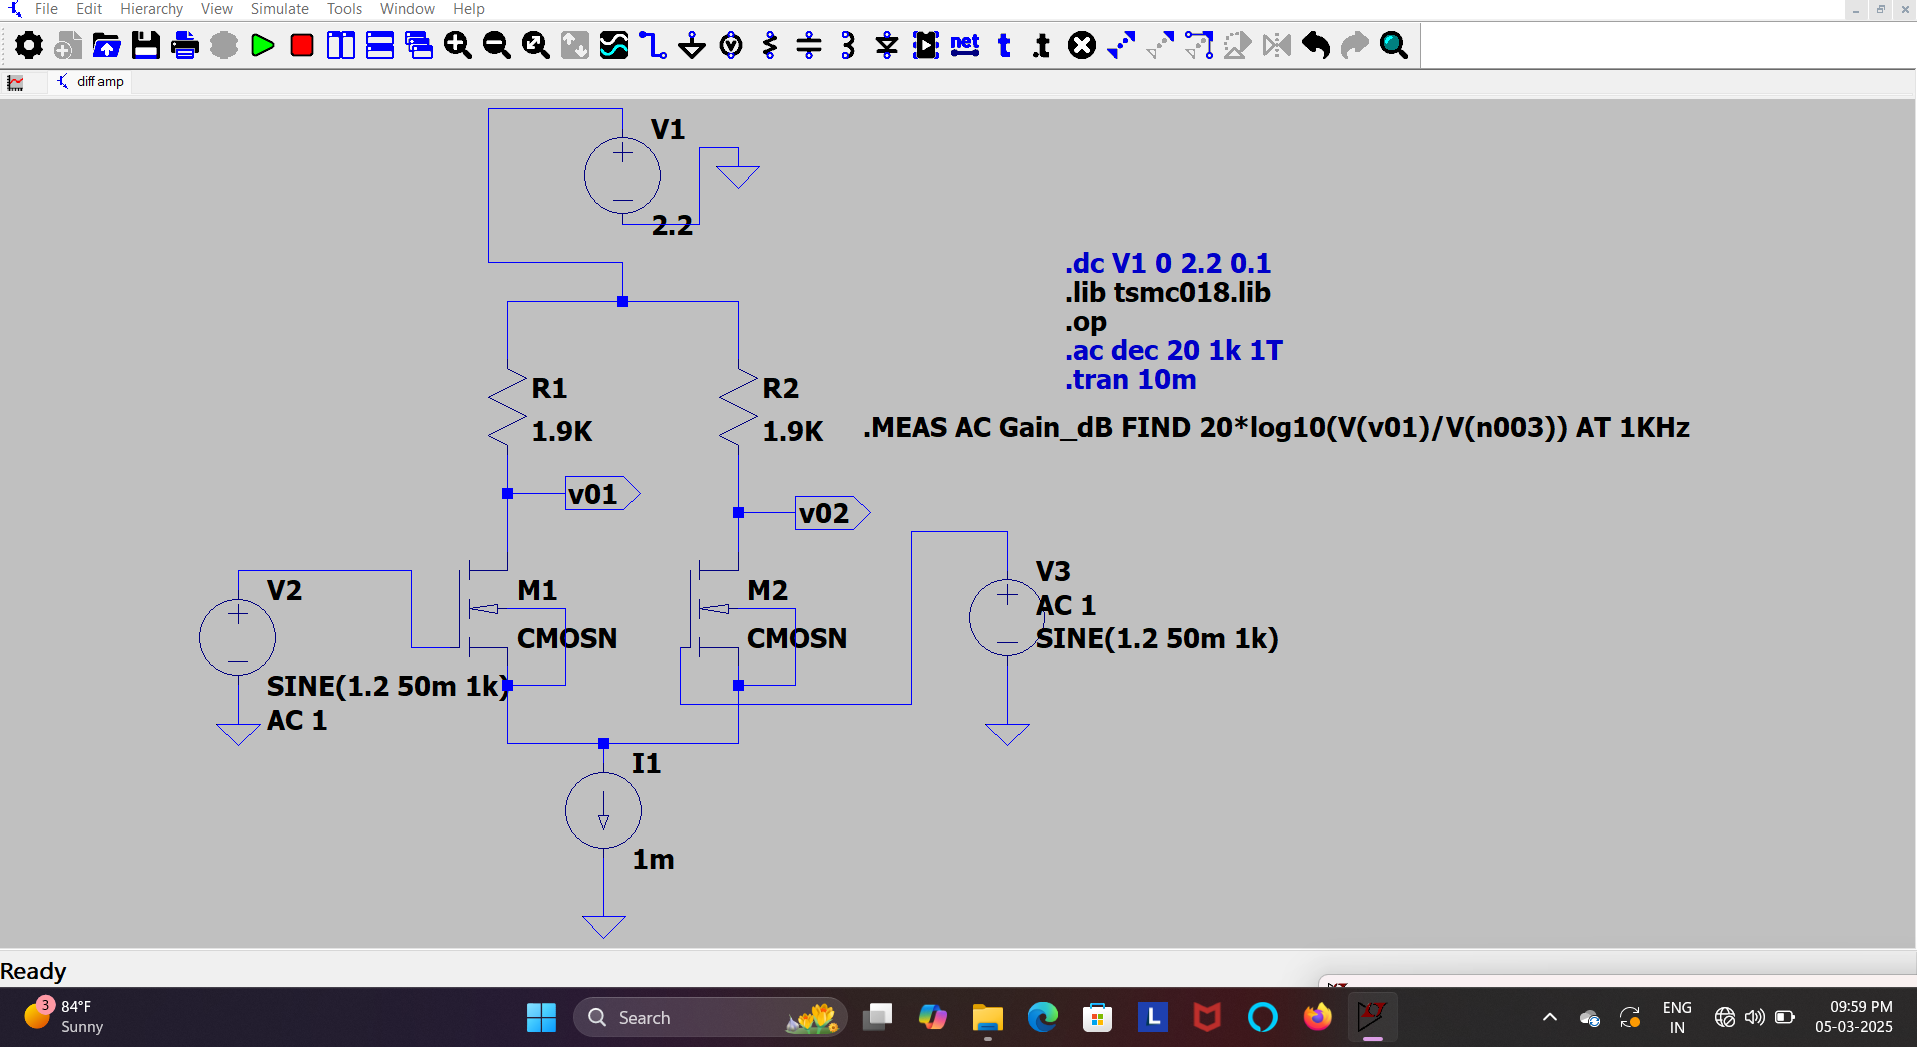 File Edit Hierarchy View Simulate Tools Window Help
net t .t
diff amp
V1
2.2
.dc V1 0 2.2 0.1
.lib tsmc018.lib
.op
.ac dec 20 1k 1T
.tran 10m
R1
1.9K
R2
1.9K
.MEAS AC Gain_dB FIND 20*log10(V(v01)/V(n003)) AT 1KHz
v01
v02
V2
SINE(1.2 50m 1k)
AC 1
M1
CMOSN
M2
CMOSN
V3
AC 1
SINE(1.2 50m 1k)
I1
1m
Ready
3
84°F
Sunny
Search
L
ENG
IN
09:59 PM
05-03-2025